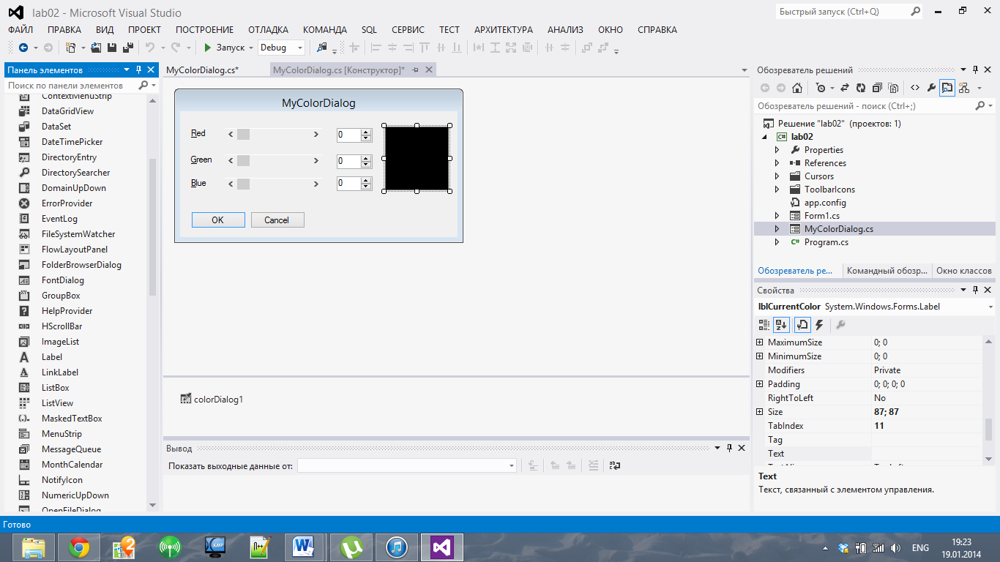 lab02 - Microsoft Visual Studio
Быстрый запуск (Ctrl+Q)
ФАЙЛ ПРАВКА ВИД ПРОЕКТ ПОСТРОЕНИЕ ОТЛАДКА КОМАНДА SQL СЕРВИС ТЕСТ АРХИТЕКТУРА АНАЛИЗ ОКНО СПРАВКА
Запуск Debug
Панель элементов
Поиск по панели элементов
ContextMenuStrip
DataGridView
DataSet
DateTimePicker
DirectoryEntry
DirectorySearcher
DomainUpDown
ErrorProvider
EventLog
FileSystemWatcher
FlowLayoutPanel
FolderBrowserDialog
FontDialog
GroupBox
HelpProvider
HScrollBar
ImageList
Label
LinkLabel
ListBox
ListView
MaskedTextBox
MenuStrip
MessageQueue
MonthCalendar
NotifyIcon
NumericUpDown
OpenFileDialog
MyColorDialog.cs* MyColorDialog.cs [Конструктор]*
MyColorDialog
Red 0
Green 0
Blue 0
OK Cancel
colorDialog1
Вывод
Показать выходные данные от:
Обозреватель решений
Обозреватель решений - поиск (Ctrl+;)
Решение "lab02" (проектов: 1)
lab02
Properties
References
Cursors
ToolbarIcons
app.config
Form1.cs
MyColorDialog.cs
Program.cs
Обозреватель ре... Командный обозр... Окно классов
Свойства
lblCurrentColor System.Windows.Forms.Label
MaximumSize 0; 0
MinimumSize 0; 0
Modifiers Private
Padding 0; 0; 0; 0
RightToLeft No
Size 87; 87
TabIndex 11
Tag
Text
TextAlign TopLeft
Text
Текст, связанный с элементом управления.
Готово
ENG
19:23
19.01.2014